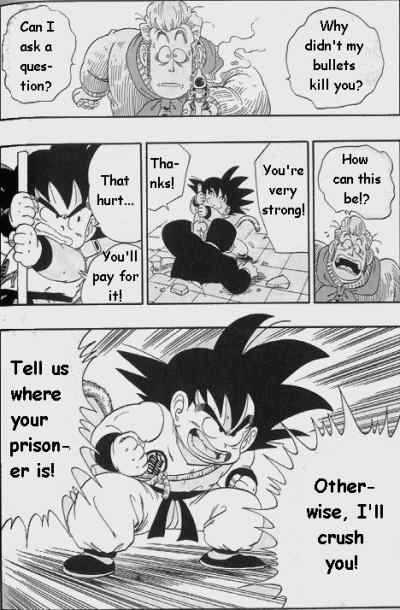 Can I
ask a
ques-
tion?
Why
didn't my
bullets
kill you?
That
hurt...
You'll
pay for
it!
Tha-
nks!
You're
very
strong!
How
can this
be!?
Tell us
where
your
prison-
er is!
Other-
wise, I'll
crush
you!